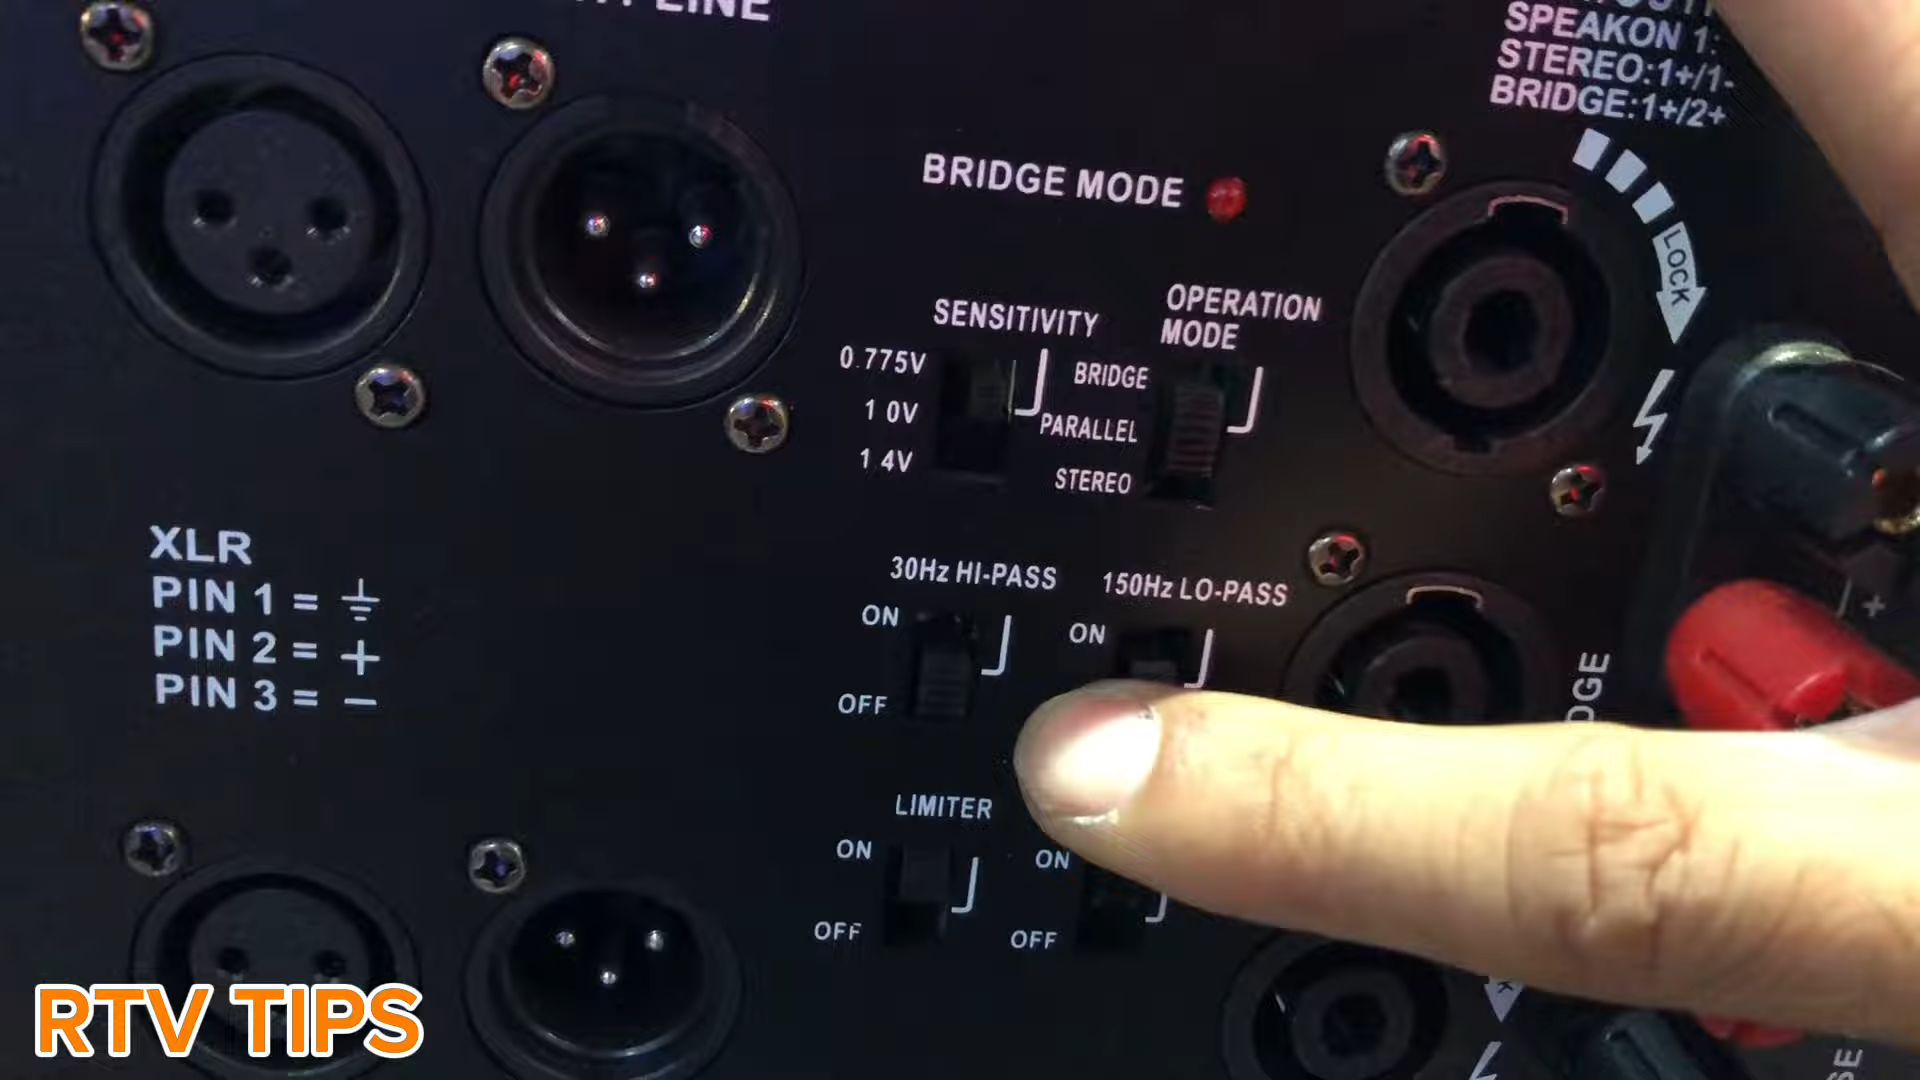 LINE
SPEAKON 1:
STEREO:1+/1-
BRIDGE:1+/2+
BRIDGE MODE
LOCK
SENSITIVITY
0.775V
1 0V
1 4V
OPERATION
MODE
BRIDGE
PARALLEL
STEREO
XLR
PIN 1 = ⏚
PIN 2 = +
PIN 3 = −
30Hz HI-PASS
ON
OFF
150Hz LO-PASS
ON
− +
LIMITER
ON
OFF
ON
OFF
RTV TIPS